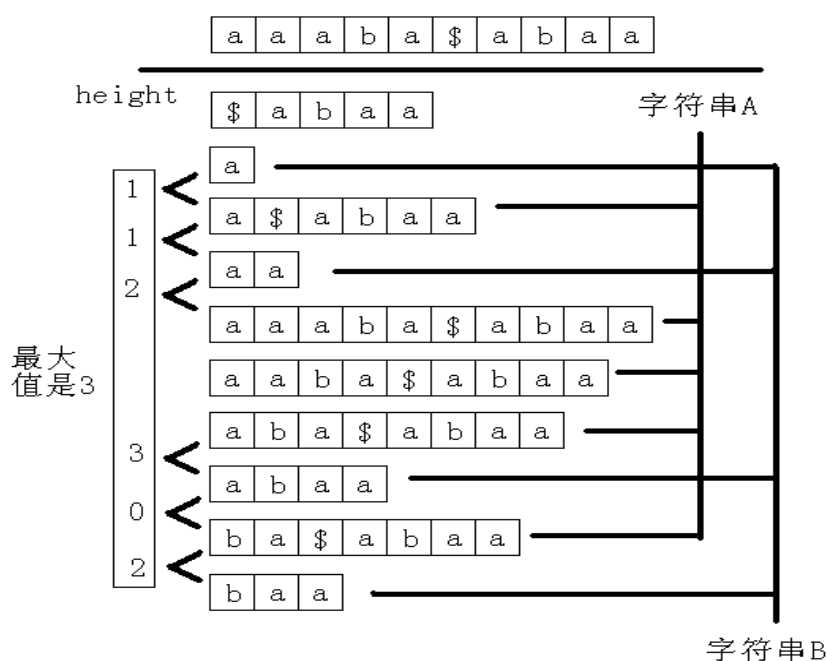 a a a b a $ a b a a
height
$ a b a a
字符串A
a
1
a $ a b a a
1
a a
2
a a a b a $ a b a a
最大
值是3
a a b a $ a b a a
a b a $ a b a a
3
a b a a
0
b a $ a b a a
2
b a a
字符串B